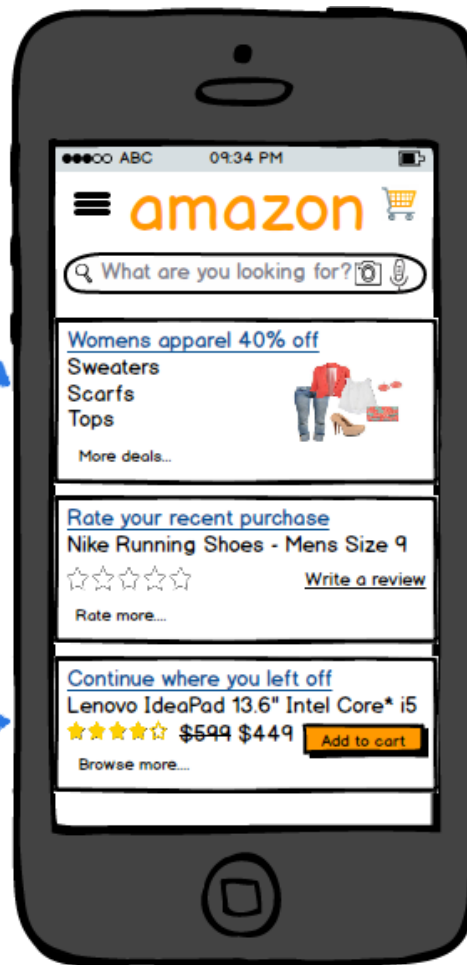 ABC 09:34 PM
amazon
What are you looking for?
Womens apparel 40% off
Sweaters
Scarfs
Tops
More deals...
Rate your recent purchase
Nike Running Shoes - Mens Size 9
Write a review
Rate more....
Continue where you left off
Lenovo IdeaPad 13.6" Intel Core* i5
$599 $449 Add to cart
Browse more....